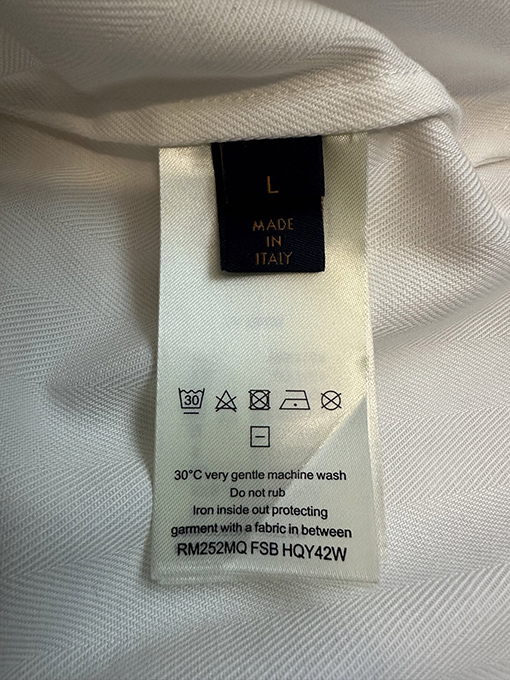 L
MADE
IN
ITALY
30
30°C very gentle machine wash
Do not rub
Iron inside out protecting
garment with a fabric in between
RM252MQ FSB HQY42W